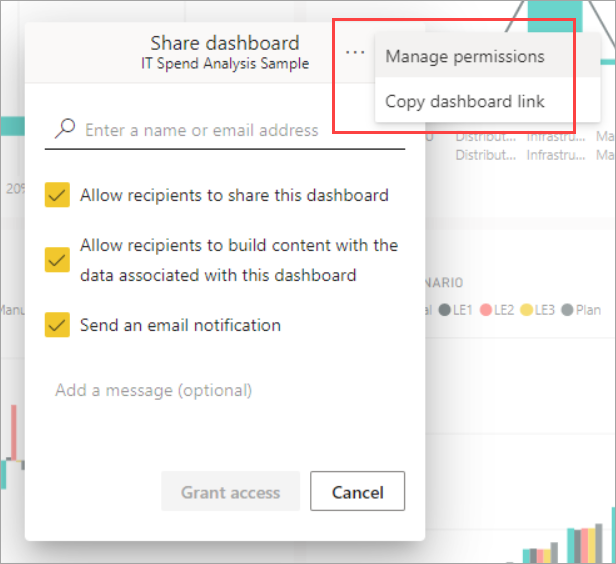 Share dashboard
IT Spend Analysis Sample
...
Manage permissions
Copy dashboard link
Enter a name or email address
Distribut... Infrastru... Ma
Distribut... Infrastru... Ma
20%
Allow recipients to share this dashboard
Allow recipients to build content with the
data associated with this dashboard
NARIO
Manu
al LE1 LE2 LE3 Plan
Send an email notification
Add a message (optional)
Grant access
Cancel